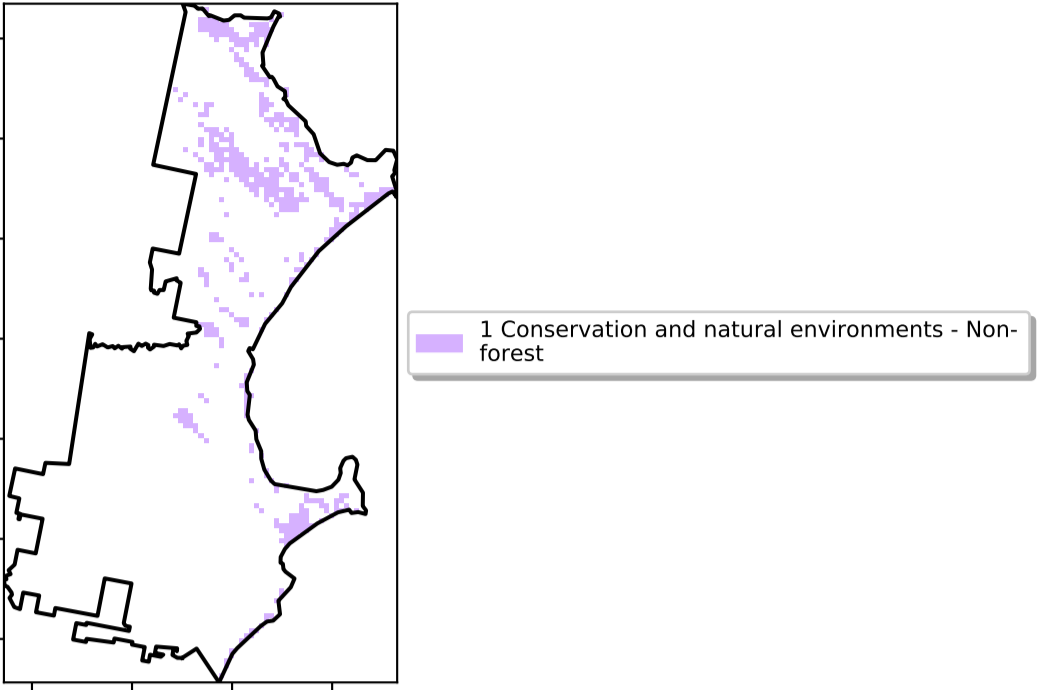 1 Conservation and natural environments - Non-
forest